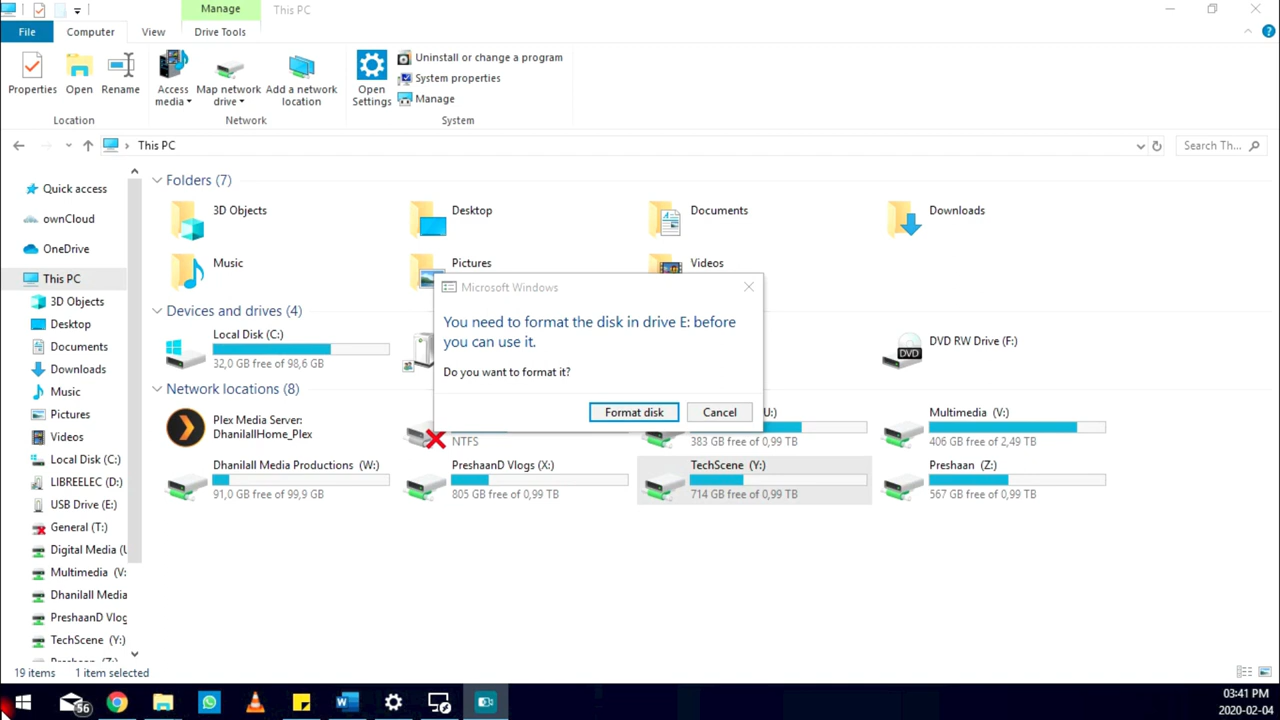 Manage
This PC
File
Computer
View
Drive Tools
Properties
Open
Rename
Access media
Map network drive
Add a network location
Open Settings
Uninstall or change a program
System properties
Manage
Location
Network
System
This PC
Search Th...
Quick access
ownCloud
OneDrive
This PC
3D Objects
Desktop
Documents
Downloads
Music
Pictures
Videos
Local Disk (C:)
LIBREELEC (D:)
USB Drive (E:)
General (T:)
Digital Media (U
Multimedia (V:
Dhanilall Media
PreshaanD Vlog
TechScene (Y:)
Preshaan (Z:)
Folders (7)
3D Objects
Desktop
Documents
Downloads
Music
Pictures
Videos
Devices and drives (4)
Local Disk (C:)
32,0 GB free of 98,6 GB
DVD RW Drive (F:)
DVD
Network locations (8)
Plex Media Server:
DhanilallHome_Plex
NTFS
U:)
383 GB free of 0,99 TB
Multimedia (V:)
406 GB free of 2,49 TB
Dhanilall Media Productions (W:)
91,0 GB free of 99,9 GB
PreshaanD Vlogs (X:)
805 GB free of 0,99 TB
TechScene (Y:)
714 GB free of 0,99 TB
Preshaan (Z:)
567 GB free of 0,99 TB
Microsoft Windows
You need to format the disk in drive E: before
you can use it.
Do you want to format it?
Format disk
Cancel
19 items
1 item selected
56
03:41 PM
2020-02-04